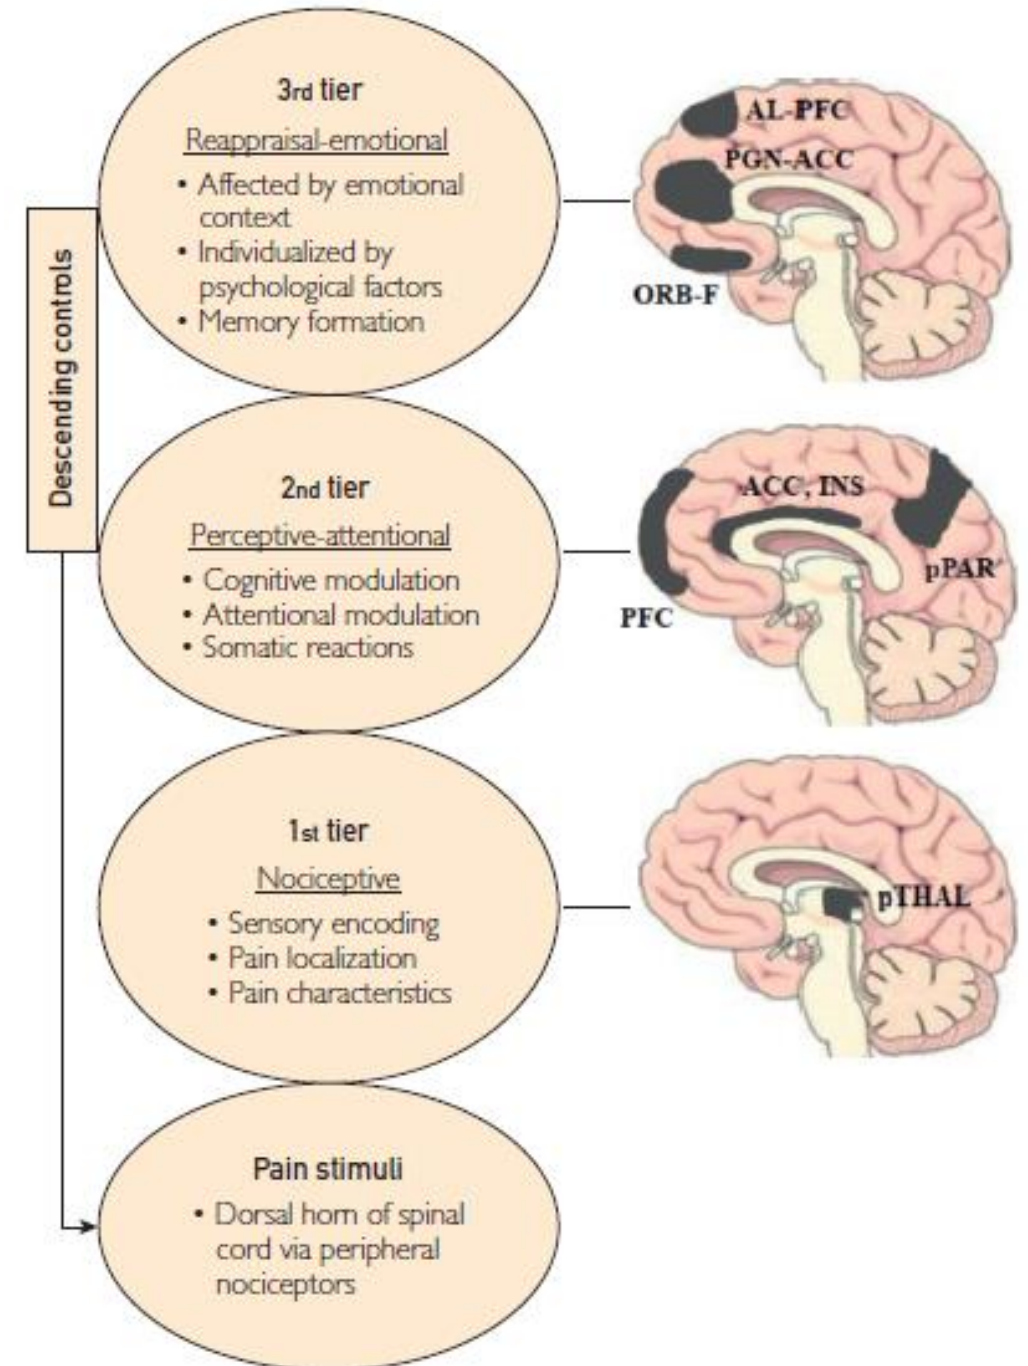 3rd tier
Reappraisal-emotional
• Affected by emotional
context
• Individualized by
psychological factors
• Memory formation
AL-PFC
PGN-ACC
ORB-F
Descending controls
2nd tier
Perceptive-attentional
• Cognitive modulation
• Attentional modulation
• Somatic reactions
ACC, INS
pPAR
PFC
1st tier
Nociceptive
• Sensory encoding
• Pain localization
• Pain characteristics
pTHAL
Pain stimuli
• Dorsal horn of spinal
cord via peripheral
nociceptors